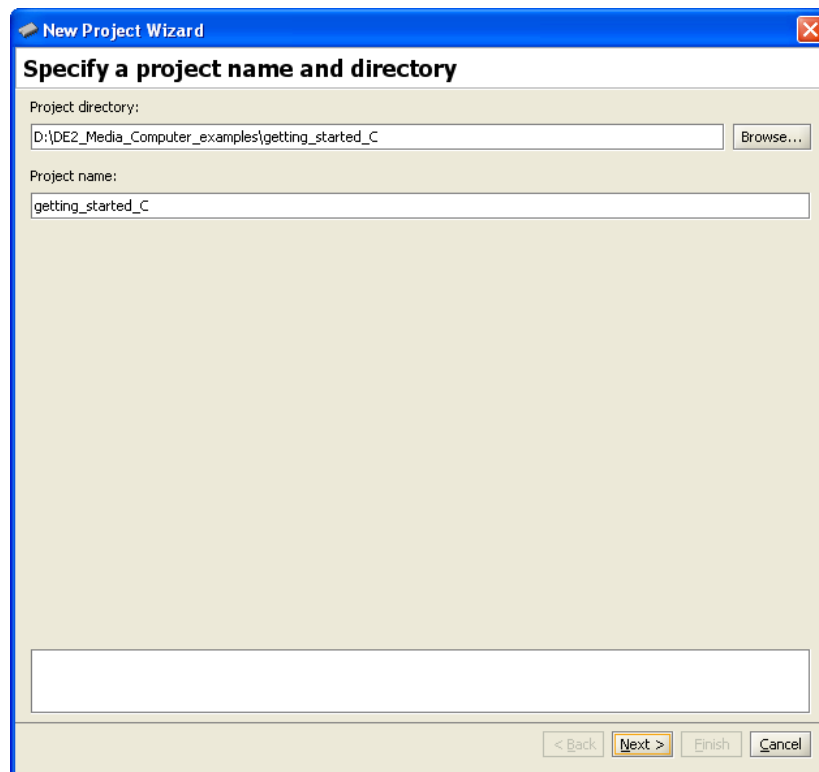 New Project Wizard
Specify a project name and directory
Project directory:
D:\DE2_Media_Computer_examples\getting_started_C
Browse...
Project name:
getting_started_C
< Back Next > Finish Cancel